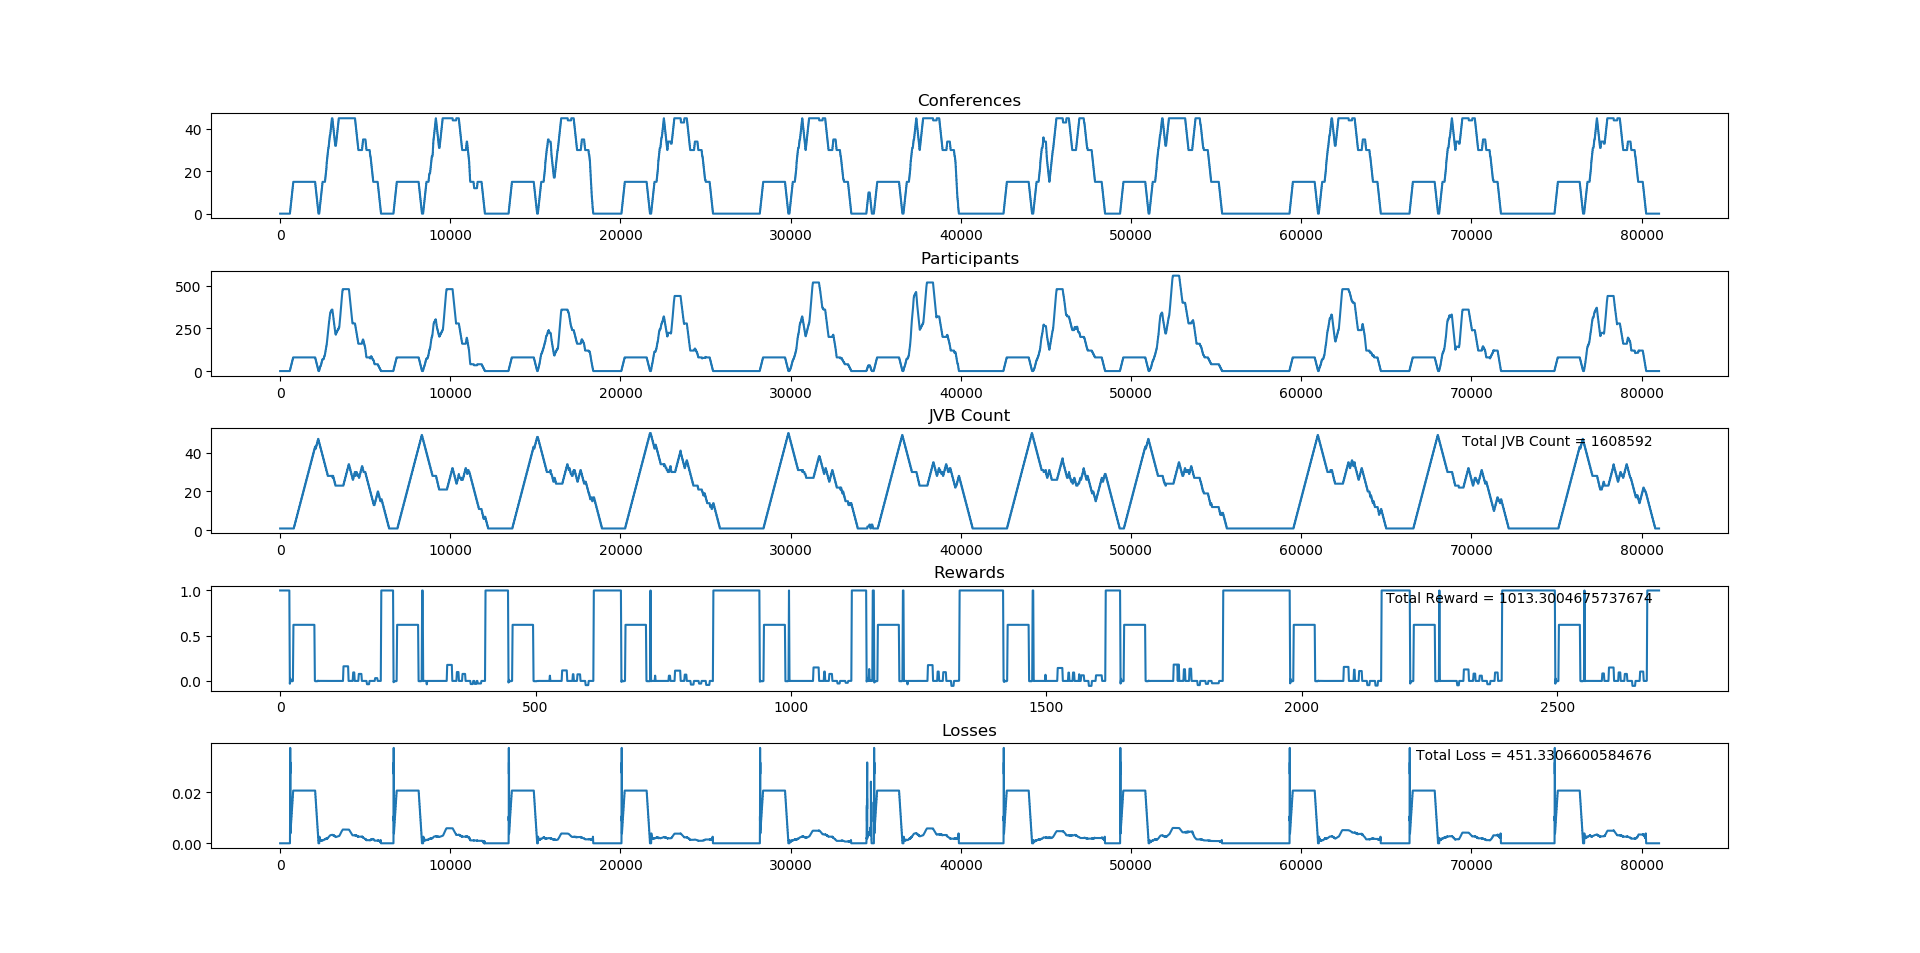 Conferences
40
20
0
0 10000 20000 30000 40000 50000 60000 70000 80000
Participants
500
250
0
0 10000 20000 30000 40000 50000 60000 70000 80000
JVB Count
Total JVB Count = 1608592
40
20
0
0 10000 20000 30000 40000 50000 60000 70000 80000
Rewards
1.0
Total Reward = 1013.3004675737674
0.5
0.0
0 500 1000 1500 2000 2500
Losses
Total Loss = 451.3306600584676
0.02
0.00
0 10000 20000 30000 40000 50000 60000 70000 80000